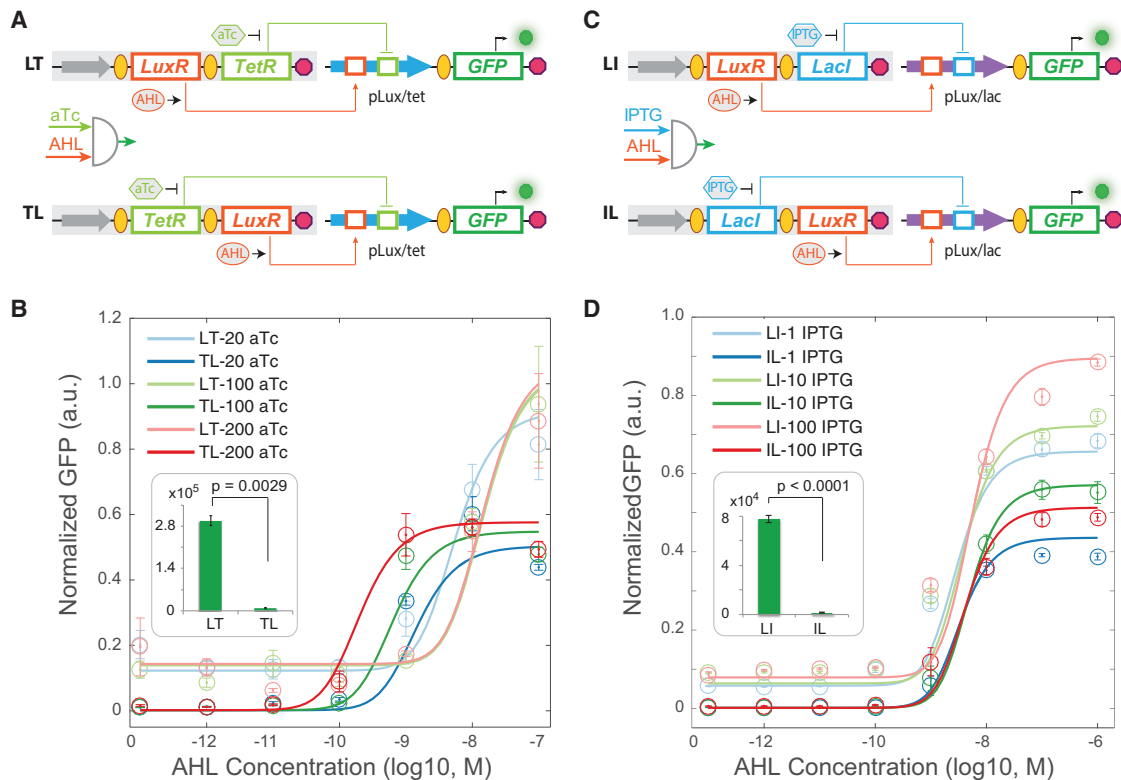 A
aTc
LT
LuxR
TetR
GFP
AHL
pLux/tet
aTc
AHL
aTc
TL
TetR
LuxR
GFP
AHL
pLux/tet
C
IPTG
LI
LuxR
LacI
GFP
AHL
pLux/lac
IPTG
AHL
IPTG
IL
LacI
LuxR
GFP
AHL
pLux/lac
B
Normalized GFP (a.u.)
1.2
1.0
0.8
0.6
0.4
0.2
0
LT-20 aTc
TL-20 aTc
LT-100 aTc
TL-100 aTc
LT-200 aTc
TL-200 aTc
p = 0.0029
x10⁵
2.8
1.4
0
LT TL
0 -12 -11 -10 -9 -8 -7
AHL Concentration (log10, M)
D
NormalizedGFP (a.u.)
1.0
0.8
0.6
0.4
0.2
0.0
LI-1 IPTG
IL-1 IPTG
LI-10 IPTG
IL-10 IPTG
LI-100 IPTG
IL-100 IPTG
p < 0.0001
x10⁴
8
4
0
LI IL
0 -12 -10 -8 -6
AHL Concentration (log10, M)